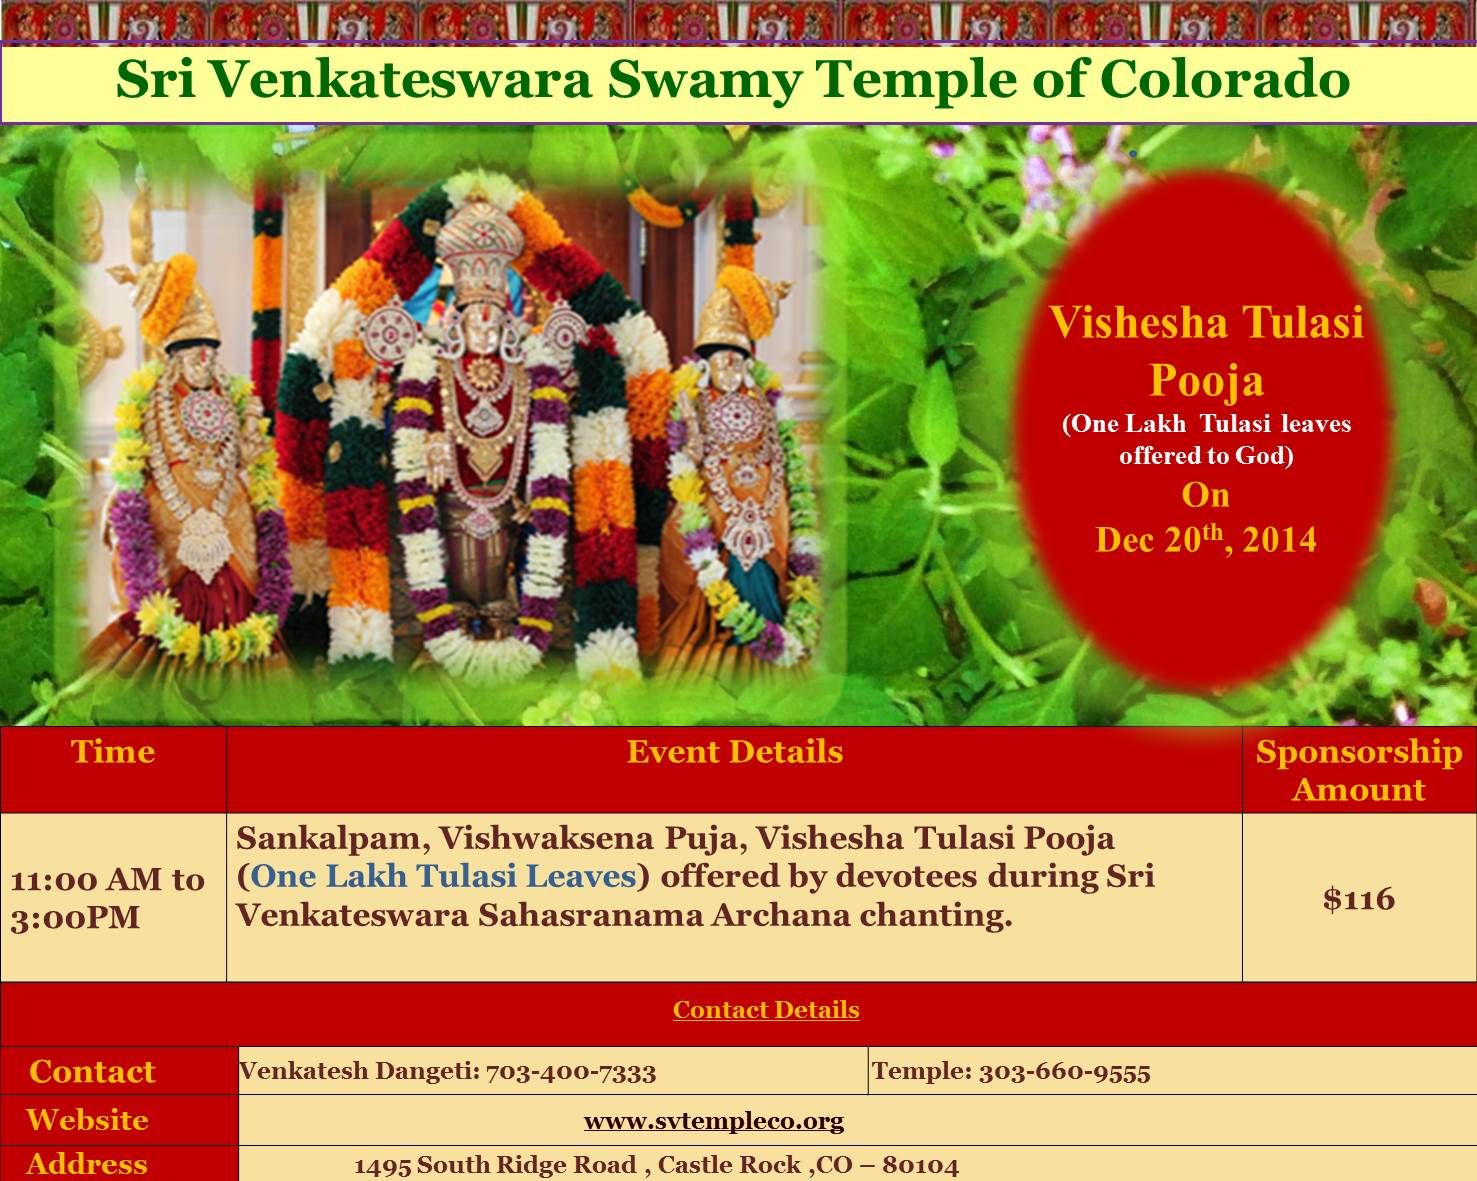 Sri Venkateswara Swamy Temple of Colorado
Vishesha Tulasi
Pooja
(One Lakh Tulasi leaves
offered to God)
On
Dec 20th, 2014
Time
Event Details
Sponsorship
Amount
11:00 AM to
3:00PM
Sankalpam, Vishwaksena Puja, Vishesha Tulasi Pooja
(One Lakh Tulasi Leaves) offered by devotees during Sri
Venkateswara Sahasranama Archana chanting.
$116
Contact Details
Contact
Venkatesh Dangeti: 703-400-7333
Temple: 303-660-9555
Website
www.svtempleco.org
Address
1495 South Ridge Road , Castle Rock ,CO – 80104